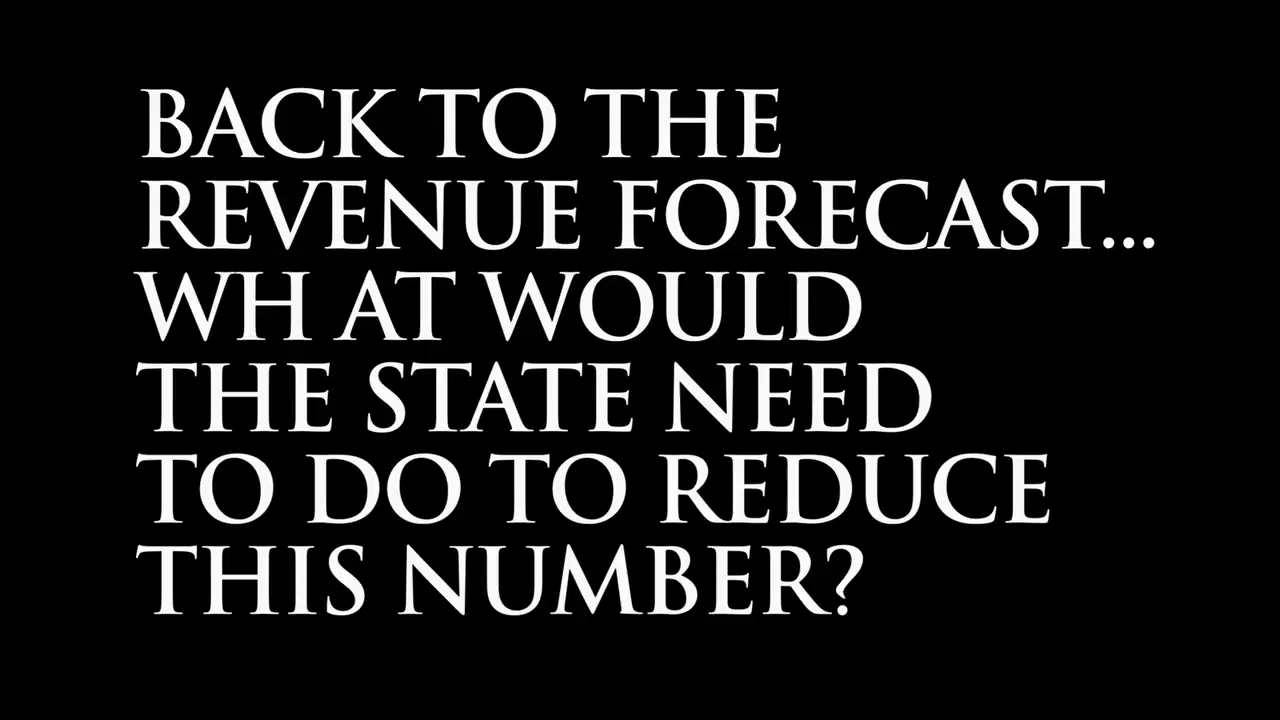 BACK TO THE
REVENUE FORECAST...
WH AT WOULD
THE STATE NEED
TO DO TO REDUCE
THIS NUMBER?